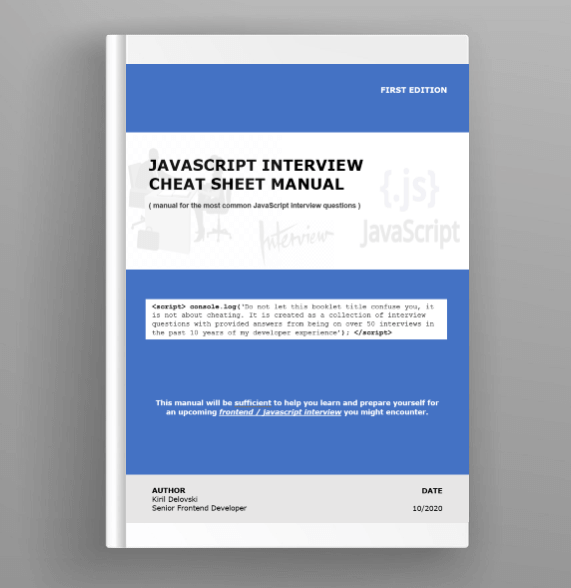 FIRST EDITION
JAVASCRIPT INTERVIEW
CHEAT SHEET MANUAL
( manual for the most common JavaScript interview questions )
{.js}
Interview
JavaScript
<script> console.log('Do not let this booklet title confuse you, it
is not about cheating. It is created as a collection of interview
questions with provided answers from being on over 50 interviews in
the past 10 years of my developer experience'); </script>
This manual will be sufficient to help you learn and prepare yourself for
an upcoming frontend / javascript interview you might encounter.
AUTHOR
DATE
Kiril Delovski
Senior Frontend Developer
10/2020